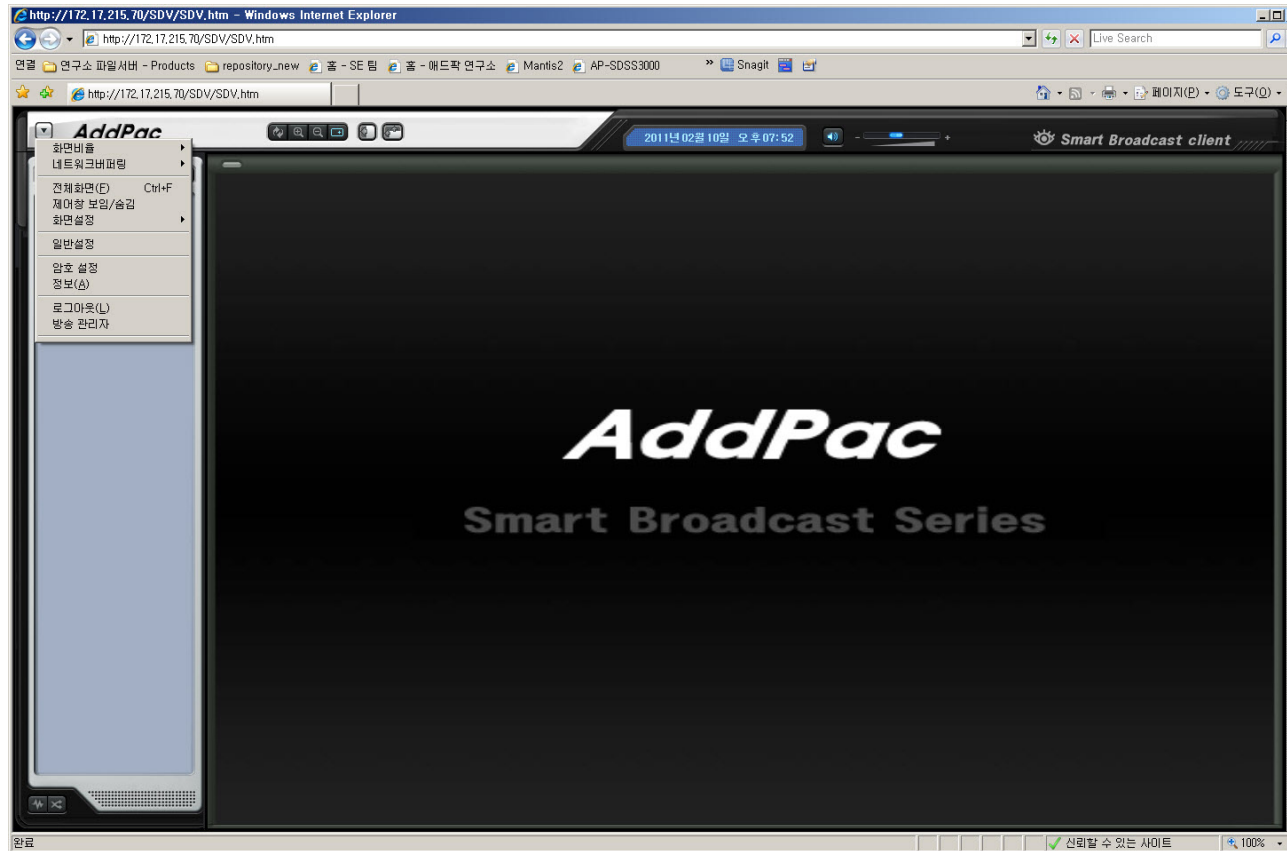 http://172.17.215.70/SDV/SDV.htm - Windows Internet Explorer
http://172.17.215.70/SDV/SDV.htm
Live Search
연결 연구소 파일서버 - Products repository_new 홈 - SE 팀 홈 - 애드팍 연구소 Mantis2 AP-SDSS3000 » Snagit
http://172.17.215.70/SDV/SDV.htm
페이지(P) 도구(O)
AddPac
2011년 02월 10일 오후 07:52
- +
Smart Broadcast client
화면비율
네트워크버퍼링
전체화면(F) Ctrl+F
제어창 보임/숨김
화면설정
일반설정
암호 설정
정보(A)
로그아웃(L)
방송 관리자
AddPac
Smart Broadcast Series
완료
신뢰할 수 있는 사이트
100%